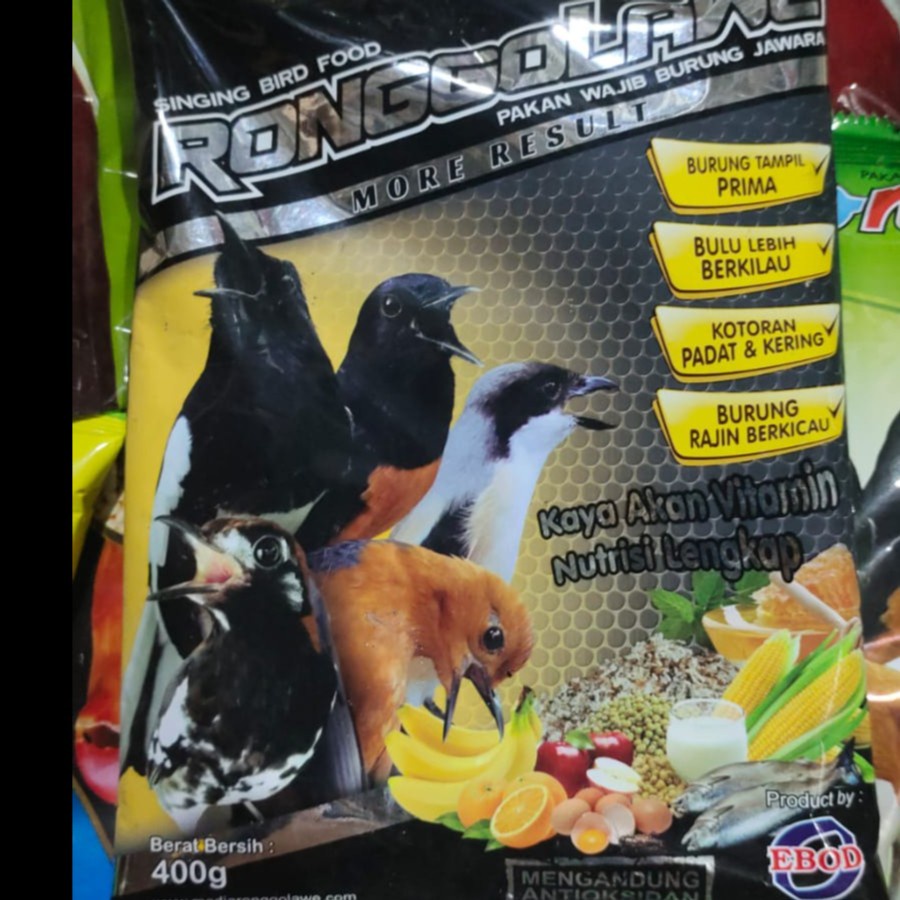 SINGING BIRD FOOD
RONGGOLAWE
PAKAN WAJIB BURUNG JAWARA
MORE RESULT
BURUNG TAMPIL
PRIMA
BULU LEBIH
BERKILAU
KOTORAN
PADAT & KERING
BURUNG
RAJIN BERKICAU
Kaya Akan Vitamin
Nutrisi Lengkap
Product by :
EBOD
Berat Bersih :
400g
MENGANDUNG
ANTIOKSIDAN